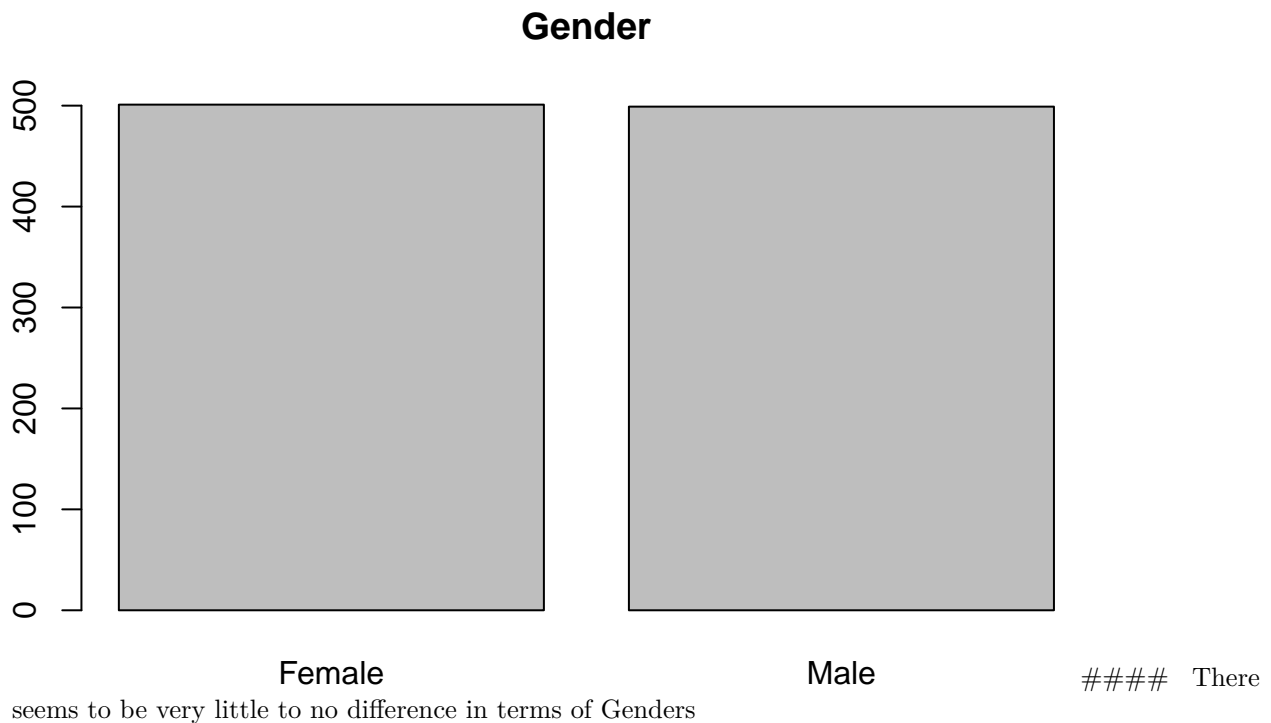 Gender
500
400
300
200
100
0
Female
Male
#### There
seems to be very little to no difference in terms of Genders